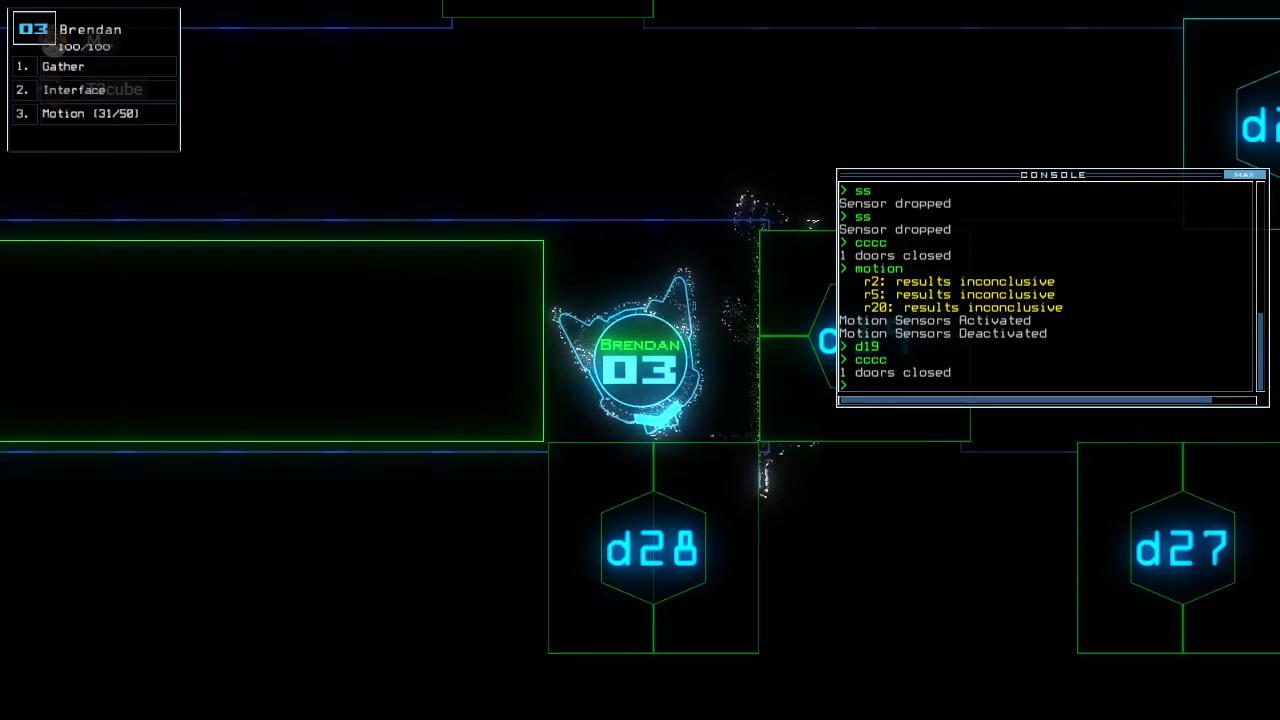 03 Brendan
100/100
1. Gather
2. Interface
3. Motion (31/50)
CONSOLE MAX
> ss
Sensor dropped
> ss
Sensor dropped
> cccc
1 doors closed
> motion
r2: results inconclusive
r5: results inconclusive
r20: results inconclusive
Motion Sensors Activated
Motion Sensors Deactivated
> d19
> cccc
1 doors closed
>
BRENDAN
03
d28
d27